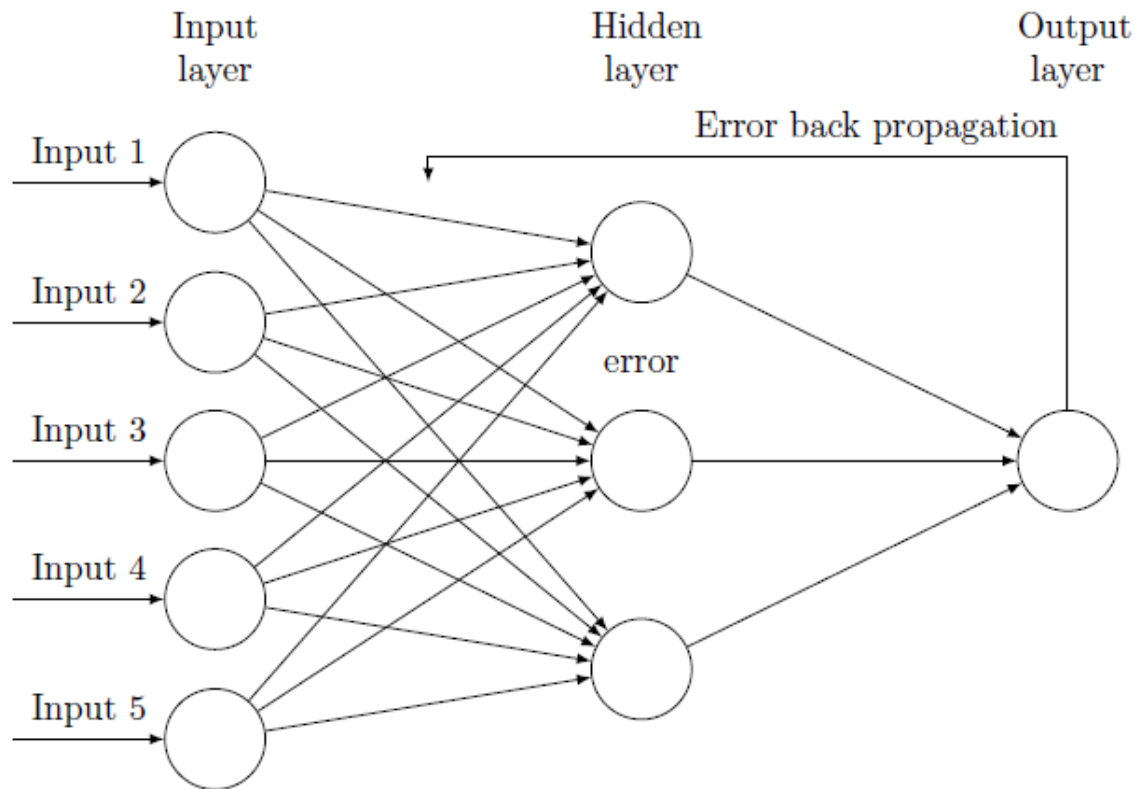 Input
layer
Hidden
layer
Output
layer
Error back propagation
Input 1
Input 2
error
Input 3
Input 4
Input 5